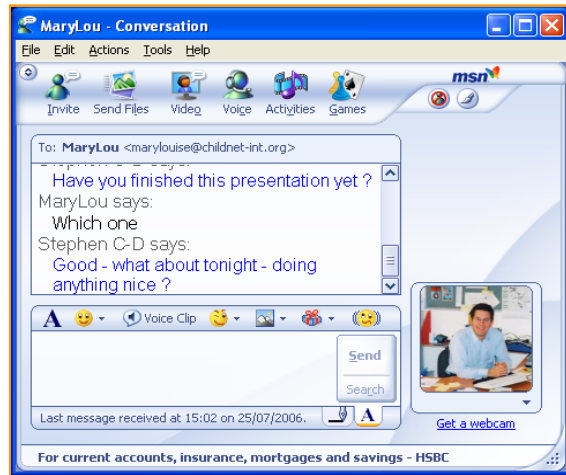 MaryLou - Conversation
File Edit Actions Tools Help
msn
Invite Send Files Video Voice Activities Games
To: MaryLou <marylouise@childnet-int.org>
Stephen C-D says:
Have you finished this presentation yet ?
MaryLou says:
Which one
Stephen C-D says:
Good - what about tonight - doing
anything nice ?
A Voice Clip
Send
Search
Last message received at 15:02 on 25/07/2006.
A
Get a webcam
For current accounts, insurance, mortgages and savings - HSBC